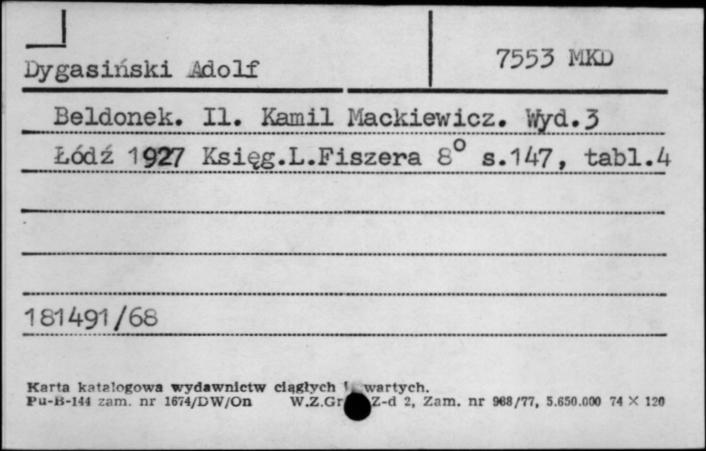 7553 MKD
Dygasiński Adolf
Beldonek. Il. Kamil Mackiewicz. Wyd.3
Łódź 1927 Księg.L.Fiszera 8° s.147, tabl.4
181491/68
Karta katalogowa wydawnictw ciągłych wartych.
Pu-B-144 zam. nr 1674/DW/On W.Z.Gr Z-d 2, Zam. nr 968/77, 5.650.000 74 X 120